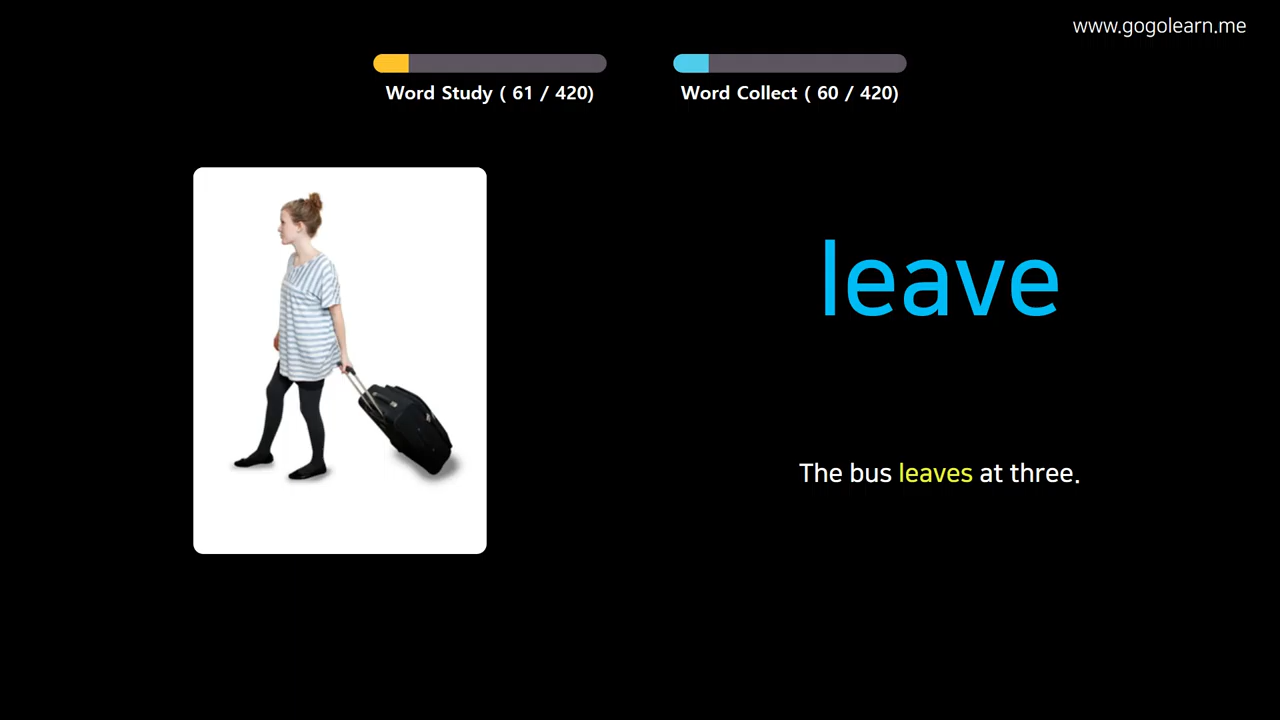 www.gogolearn.me
Word Study ( 61 / 420)
Word Collect ( 60 / 420)
leave
The bus leaves at three.